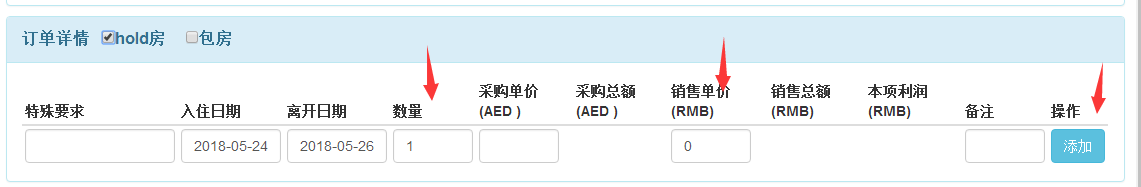 订单详情 hold房 包房
特殊要求 入住日期 离开日期 数量 采购单价 (AED ) 采购总额 (AED ) 销售单价 (RMB) 销售总额 (RMB) 本项利润 (RMB) 备注 操作
2018-05-24 2018-05-26 1 0 添加